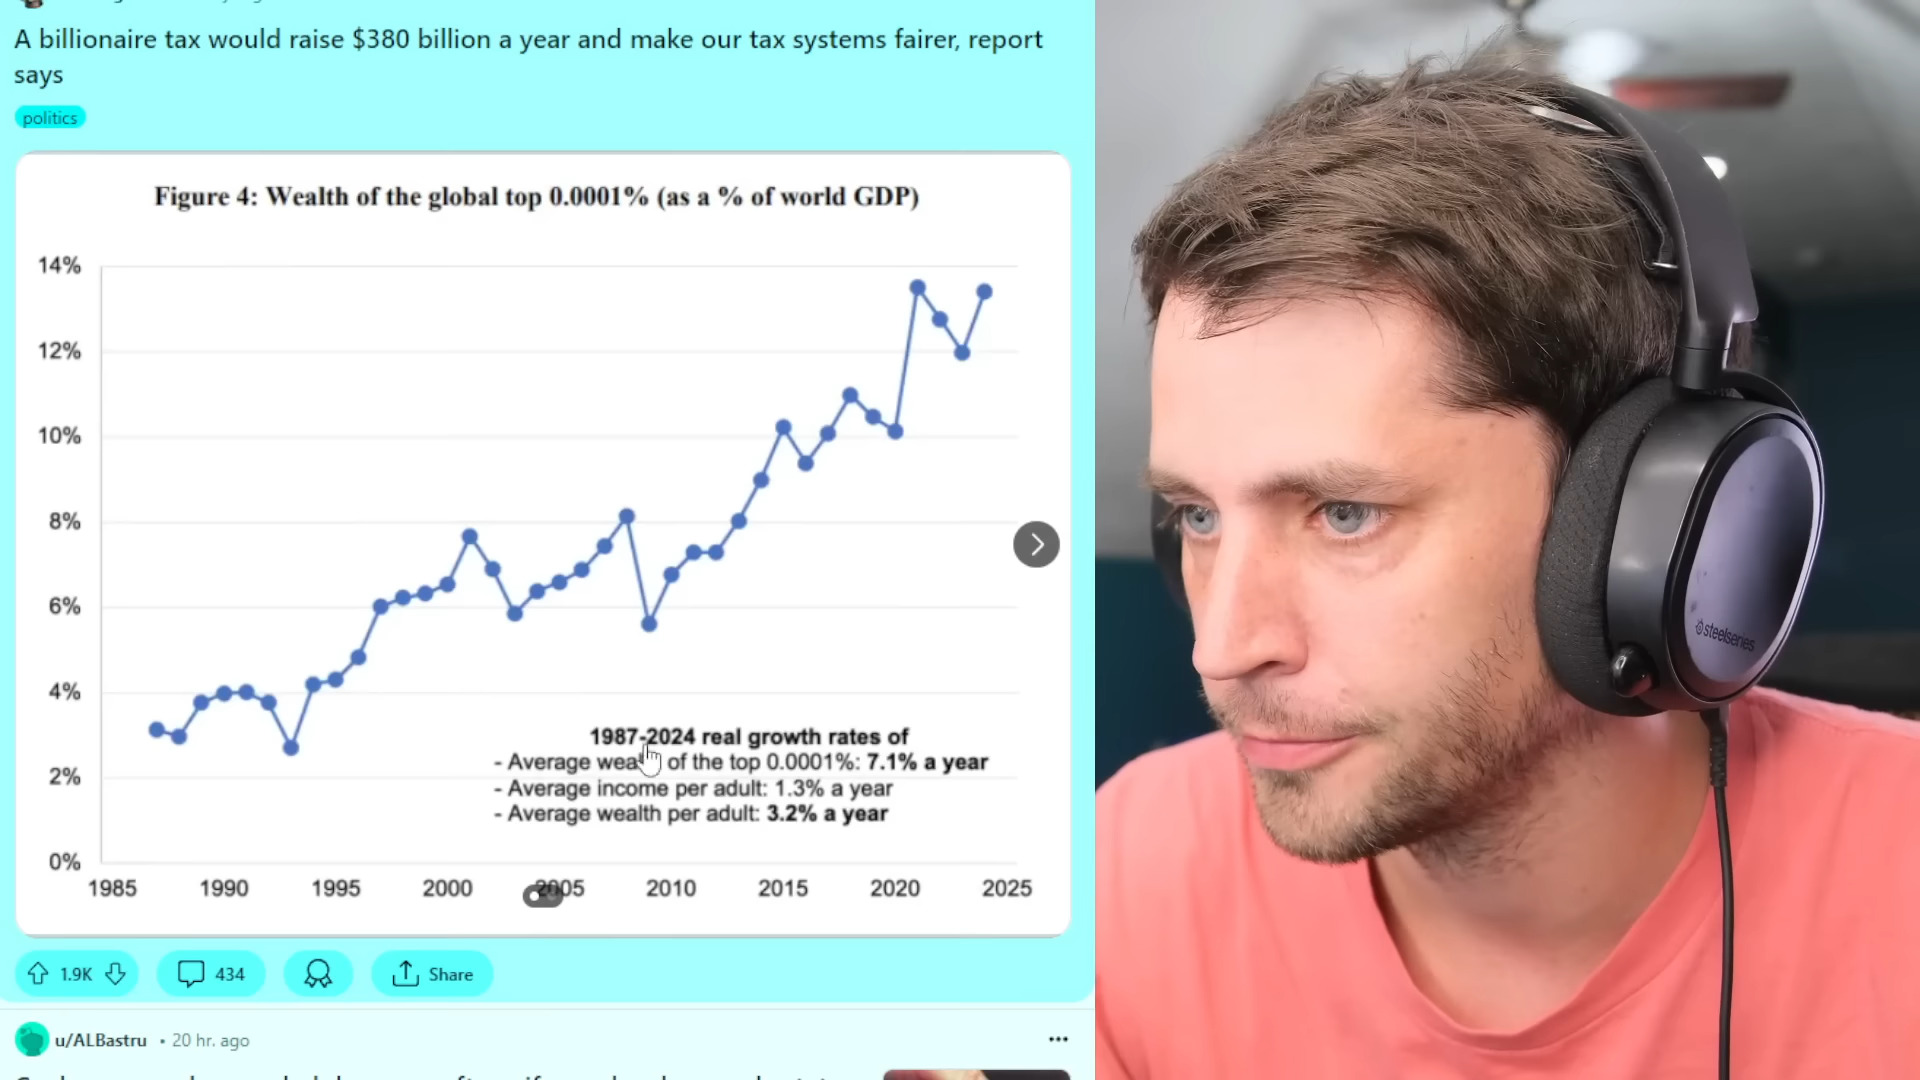 A billionaire tax would raise $380 billion a year and make our tax systems fairer, report
says
politics
Figure 4: Wealth of the global top 0.0001% (as a % of world GDP)
14%
12%
10%
8%
6%
4%
2%
0%
1987-2024 real growth rates of
- Average of the top 0.0001%: 7.1% a year
- Average income per adult: 1.3% a year
- Average wealth per adult: 3.2% a year
1985 1990 1995 2000 2005 2010 2015 2020 2025
1.9K 434 Share
u/ALBastru • 20 hr. ago
steelseries